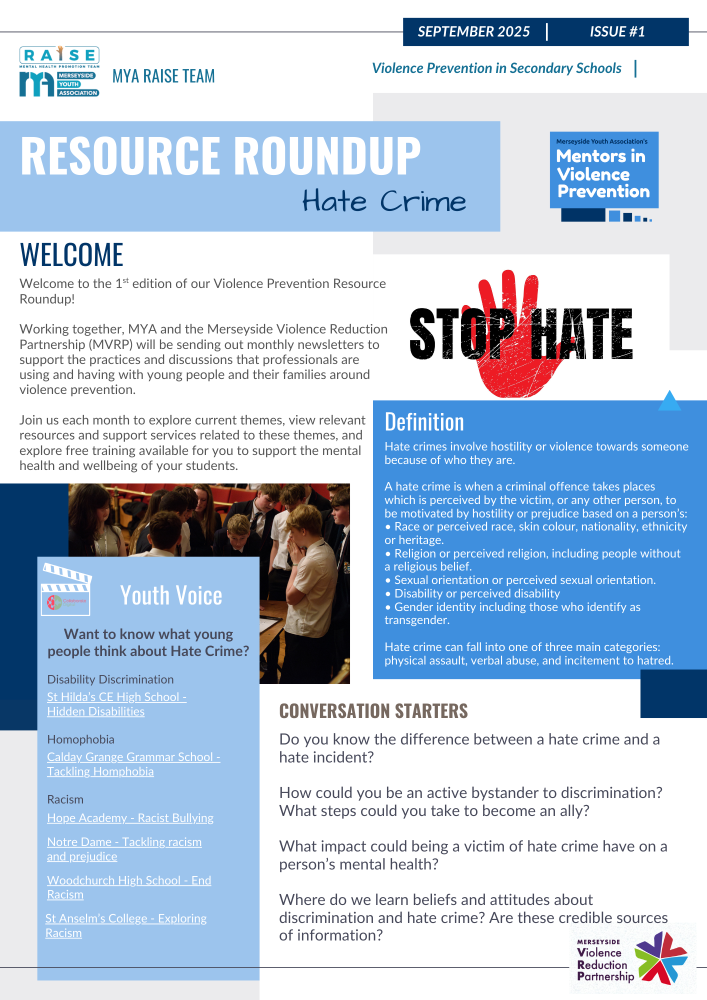 SEPTEMBER 2025 | ISSUE #1
RAISE
MENTAL HEALTH PROMOTION TEAM
MERSEYSIDE
YOUTH
ASSOCIATION
MYA RAISE TEAM
Violence Prevention in Secondary Schools |
RESOURCE ROUNDUP
Hate Crime
Merseyside Youth Association's
Mentors in
Violence
Prevention
WELCOME
Welcome to the 1st edition of our Violence Prevention Resource
Roundup!
Working together, MYA and the Merseyside Violence Reduction
Partnership (MVRP) will be sending out monthly newsletters to
support the practices and discussions that professionals are
using and having with young people and their families around
violence prevention.
Join us each month to explore current themes, view relevant
resources and support services related to these themes, and
explore free training available for you to support the mental
health and wellbeing of your students.
STOP HATE
Definition
Hate crimes involve hostility or violence towards someone
because of who they are.
A hate crime is when a criminal offence takes places
which is perceived by the victim, or any other person, to
be motivated by hostility or prejudice based on a person’s:
• Race or perceived race, skin colour, nationality, ethnicity
or heritage.
• Religion or perceived religion, including people without
a religious belief.
• Sexual orientation or perceived sexual orientation.
• Disability or perceived disability
• Gender identity including those who identify as
transgender.
Hate crime can fall into one of three main categories:
physical assault, verbal abuse, and incitement to hatred.
Collaborate
Digital
Youth Voice
Want to know what young
people think about Hate Crime?
Disability Discrimination
St Hilda’s CE High School -
Hidden Disabilities
Homophobia
Calday Grange Grammar School -
Tackling Homphobia
Racism
Hope Academy - Racist Bullying
Notre Dame - Tackling racism
and prejudice
Woodchurch High School - End
Racism
St Anselm’s College - Exploring
Racism
CONVERSATION STARTERS
Do you know the difference between a hate crime and a
hate incident?
How could you be an active bystander to discrimination?
What steps could you take to become an ally?
What impact could being a victim of hate crime have on a
person’s mental health?
Where do we learn beliefs and attitudes about
discrimination and hate crime? Are these credible sources
of information?
MERSEYSIDE
Violence
Reduction
Partnership